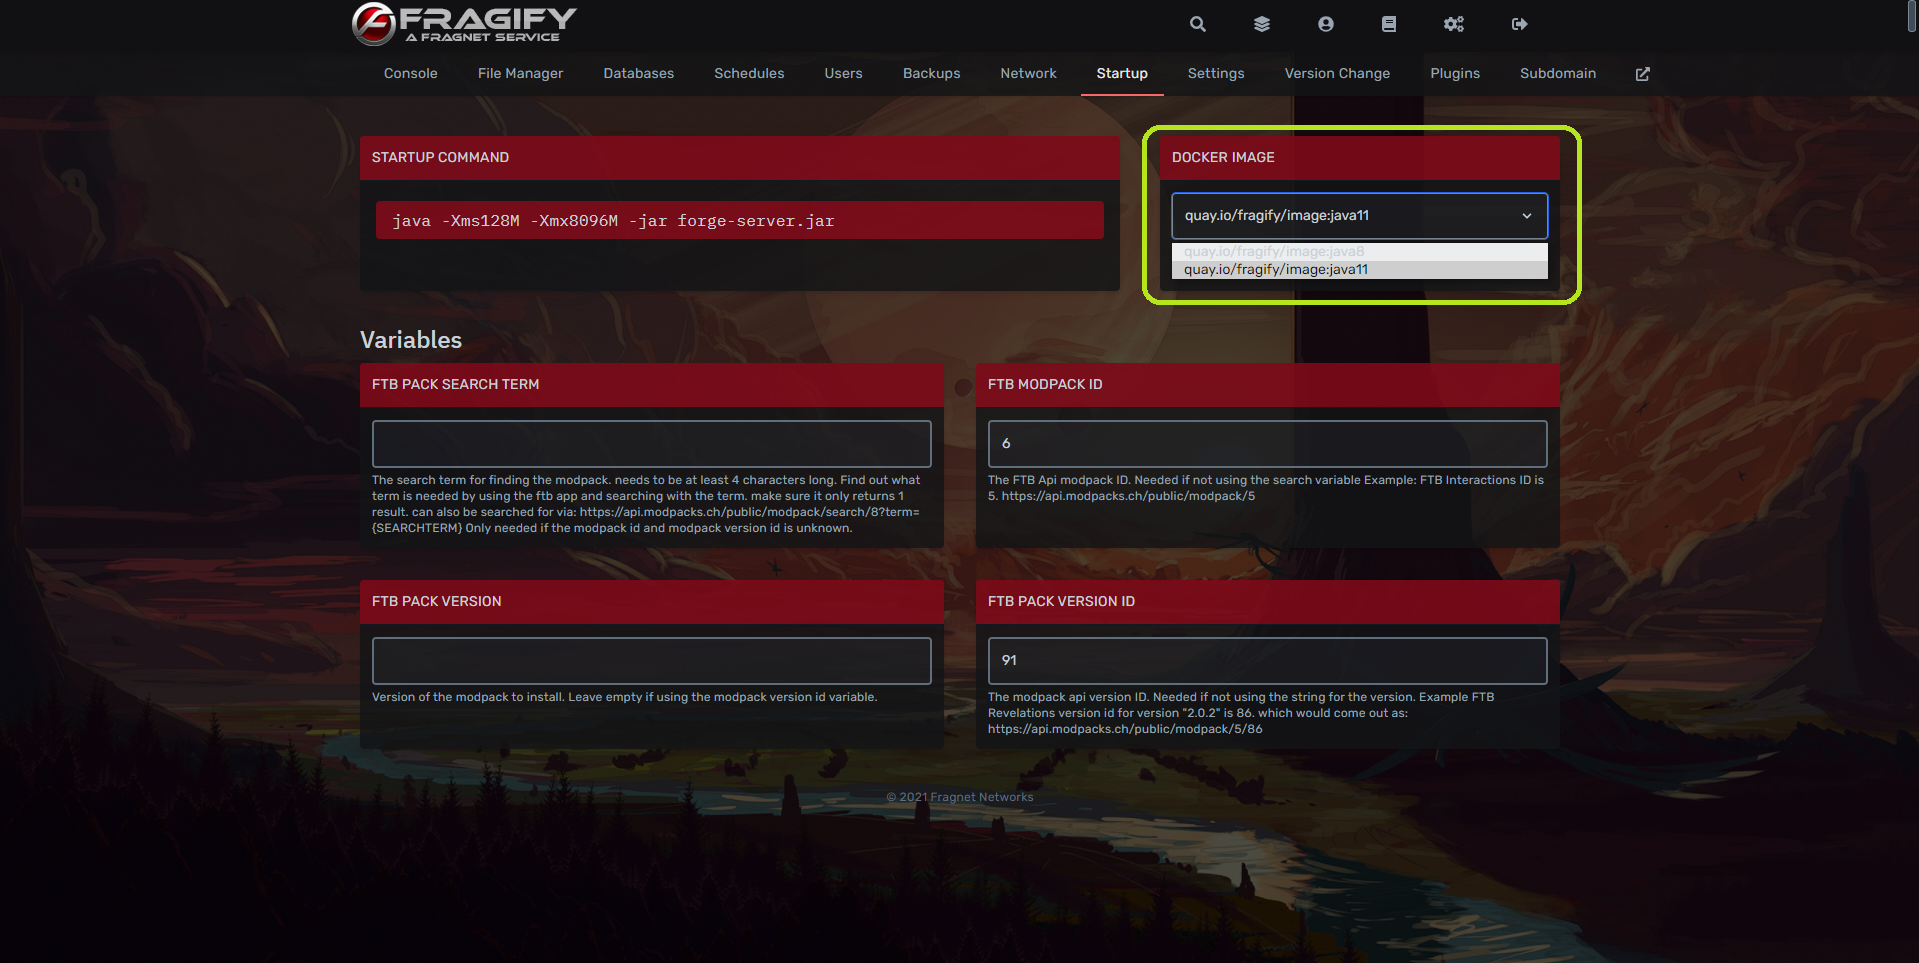 FRAGIFY
A FRAGNET SERVICE
Console File Manager Databases Schedules Users Backups Network Startup Settings Version Change Plugins Subdomain
STARTUP COMMAND
java -Xms128M -Xmx8096M -jar forge-server.jar
DOCKER IMAGE
quay.io/fragify/image:java11
quay.io/fragify/image:java8
quay.io/fragify/image:java11
Variables
FTB PACK SEARCH TERM
The search term for finding the modpack. needs to be at least 4 characters long. Find out what
term is needed by using the ftb app and searching with the term. make sure it only returns 1
result. can also be searched for via: https://api.modpacks.ch/public/modpack/search/8?term=
{SEARCHTERM} Only needed if the modpack id and modpack version id is unknown.
FTB MODPACK ID
6
The FTB Api modpack ID. Needed if not using the search variable Example: FTB Interactions ID is
5. https://api.modpacks.ch/public/modpack/5
FTB PACK VERSION
Version of the modpack to install. Leave empty if using the modpack version id variable.
FTB PACK VERSION ID
91
The modpack api version ID. Needed if not using the string for the version. Example FTB
Revelations version id for version "2.0.2" is 86. which would come out as:
https://api.modpacks.ch/public/modpack/5/86
© 2021 Fragnet Networks